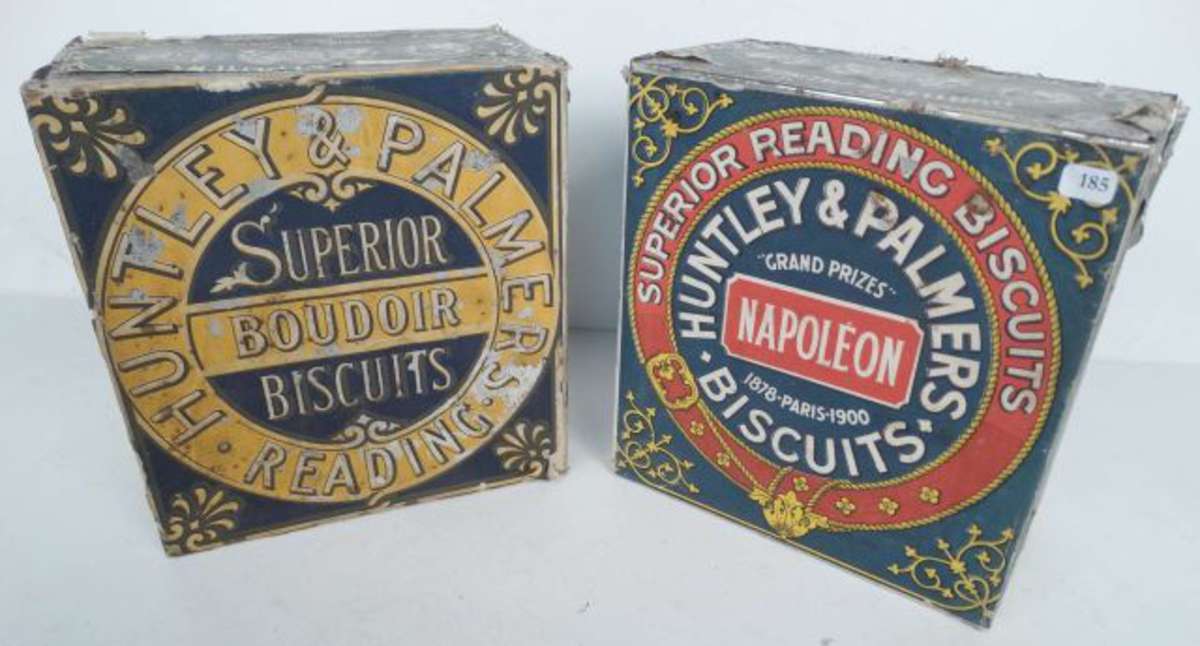 HUNTLEY & PALMERS.
SUPERIOR
BOUDOIR
BISCUITS
READING.
SUPERIOR READING BISCUITS
HUNTLEY & PALMERS
"GRAND PRIZES"
NAPOLÉON
1878-PARIS-1900
BISCUITS
185